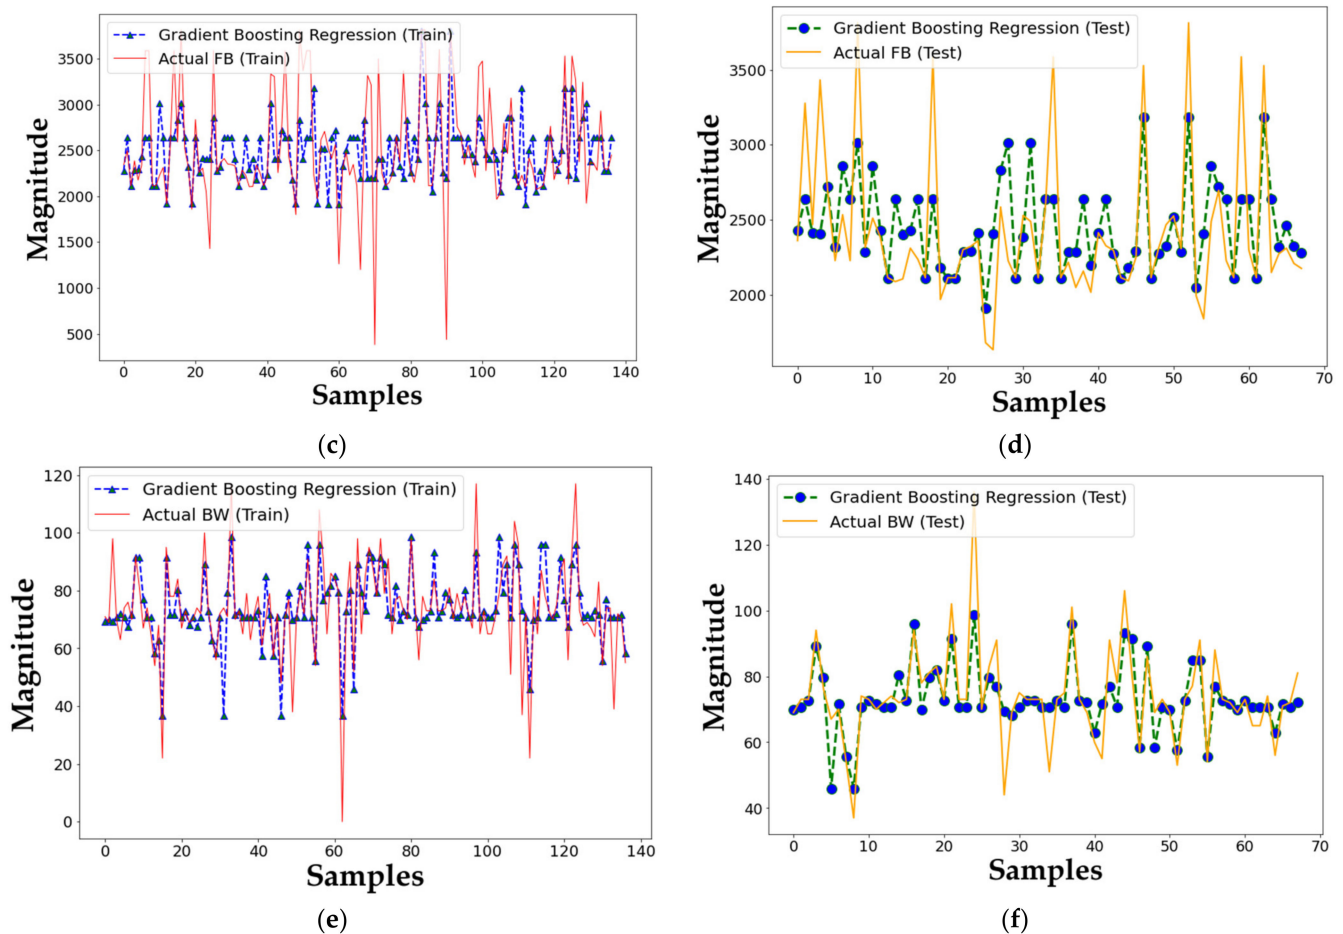 Gradient Boosting Regression (Train)
Actual FB (Train)
Magnitude
3500
3000
2500
2000
1500
1000
500
0 20 40 60 80 100 120 140
Samples
(c)
Gradient Boosting Regression (Test)
Actual FB (Test)
Magnitude
3500
3000
2500
2000
0 10 20 30 40 50 60 70
Samples
(d)
Gradient Boosting Regression (Train)
Actual BW (Train)
Magnitude
120
100
80
60
40
20
0
0 20 40 60 80 100 120 140
Samples
(e)
Gradient Boosting Regression (Test)
Actual BW (Test)
Magnitude
140
120
100
80
60
40
0 10 20 30 40 50 60 70
Samples
(f)